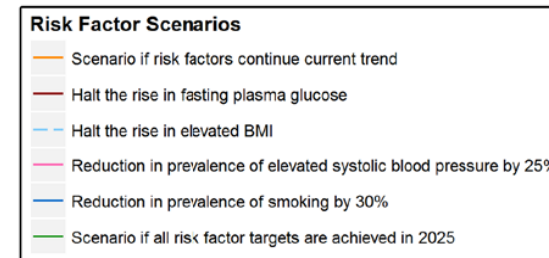 Risk Factor Scenarios
Scenario if risk factors continue current trend
Halt the rise in fasting plasma glucose
Halt the rise in elevated BMI
Reduction in prevalence of elevated systolic blood pressure by 25%
Reduction in prevalence of smoking by 30%
Scenario if all risk factor targets are achieved in 2025